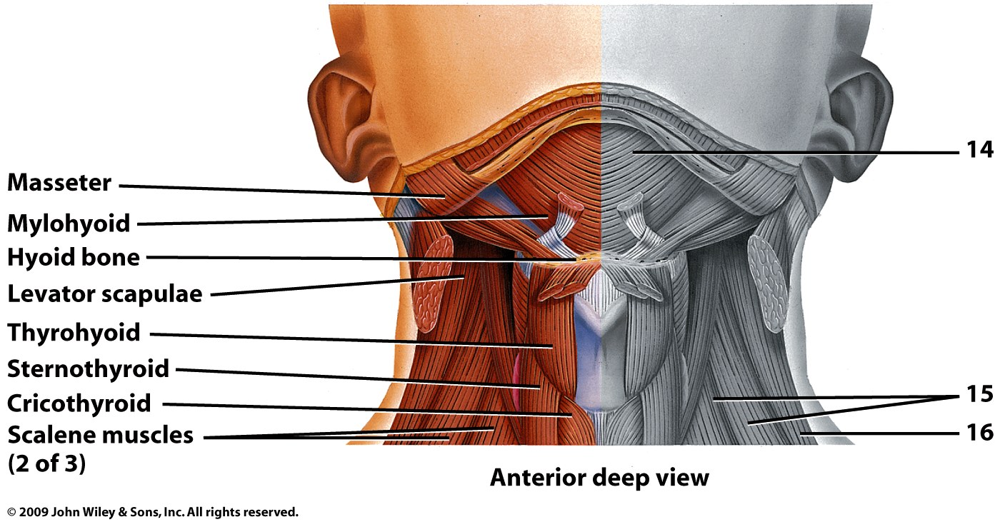 14
Masseter
Mylohyoid
Hyoid bone
Levator scapulae
Thyrohyoid
Sternothyroid
Cricothyroid
15
Scalene muscles
(2 of 3)
16
Anterior deep view
© 2009 John Wiley & Sons, Inc. All rights reserved.